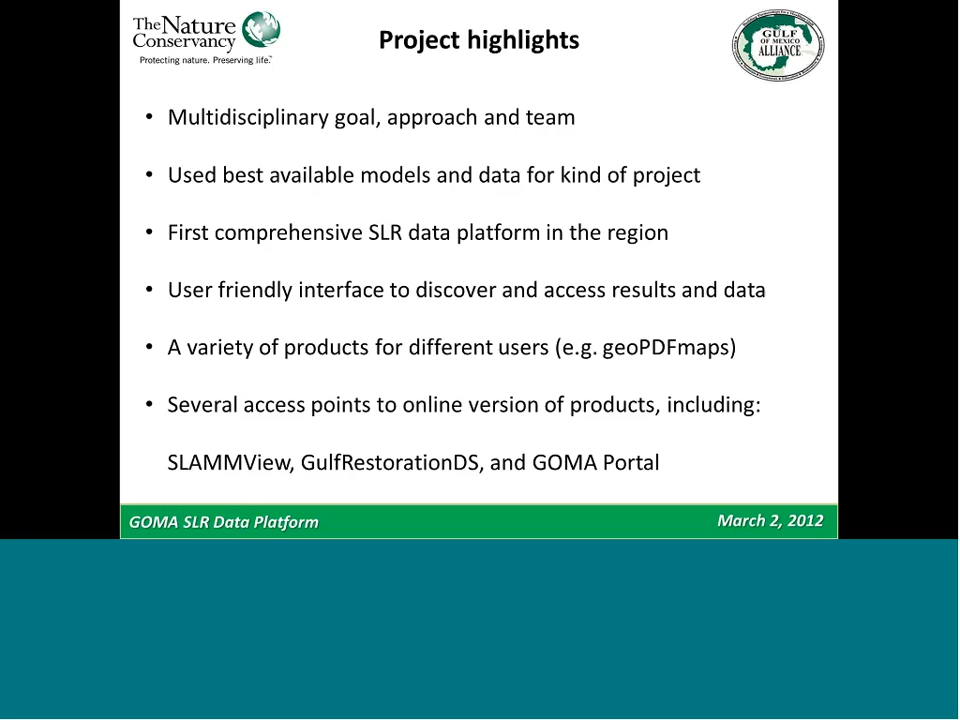 The Nature
Conservancy
Protecting nature. Preserving life.™
Project highlights
GULF
OF MEXICO
ALLIANCE
• Multidisciplinary goal, approach and team
• Used best available models and data for kind of project
• First comprehensive SLR data platform in the region
• User friendly interface to discover and access results and data
• A variety of products for different users (e.g. geoPDFmaps)
• Several access points to online version of products, including:
SLAMMView, GulfRestorationDS, and GOMA Portal
GOMA SLR Data Platform
March 2, 2012